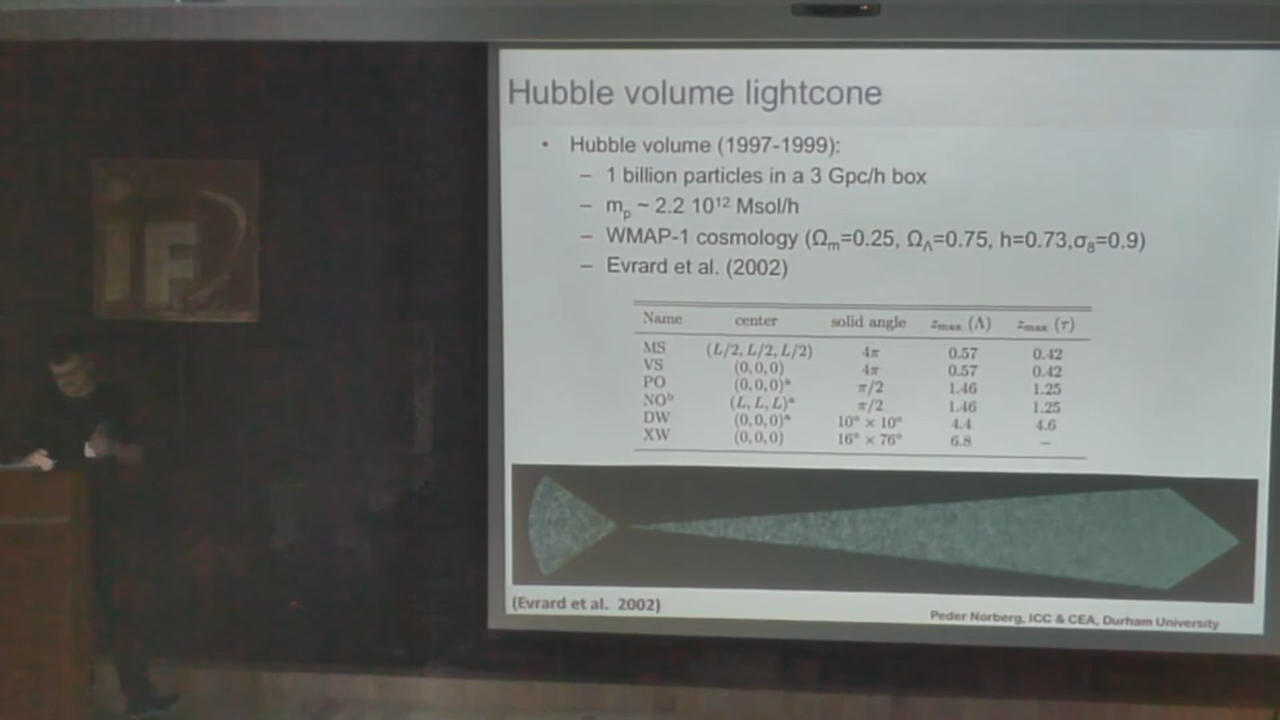 Hubble volume lightcone
• Hubble volume (1997-1999):
– 1 billion particles in a 3 Gpc/h box
– mp ~ 2.2 10¹² Msol/h
– WMAP-1 cosmology (Ωm=0.25, ΩΛ=0.75, h=0.73,σ8=0.9)
– Evrard et al. (2002)
Name center solid angle zmax (Λ) zmax (τ)
MS (L/2, L/2, L/2) 4π 0.57 0.42
VS (0,0,0) 4π 0.57 0.42
PO (0,0,0)ᵃ π/2 1.46 1.25
NOᵇ (L, L, L)ᵃ π/2 1.46 1.25
DW (0,0,0)ᵃ 10° × 10° 4.4 4.6
XW (0,0,0) 16° × 76° 6.8 –
(Evrard et al. 2002)
Peder Norberg, ICC & CEA, Durham University